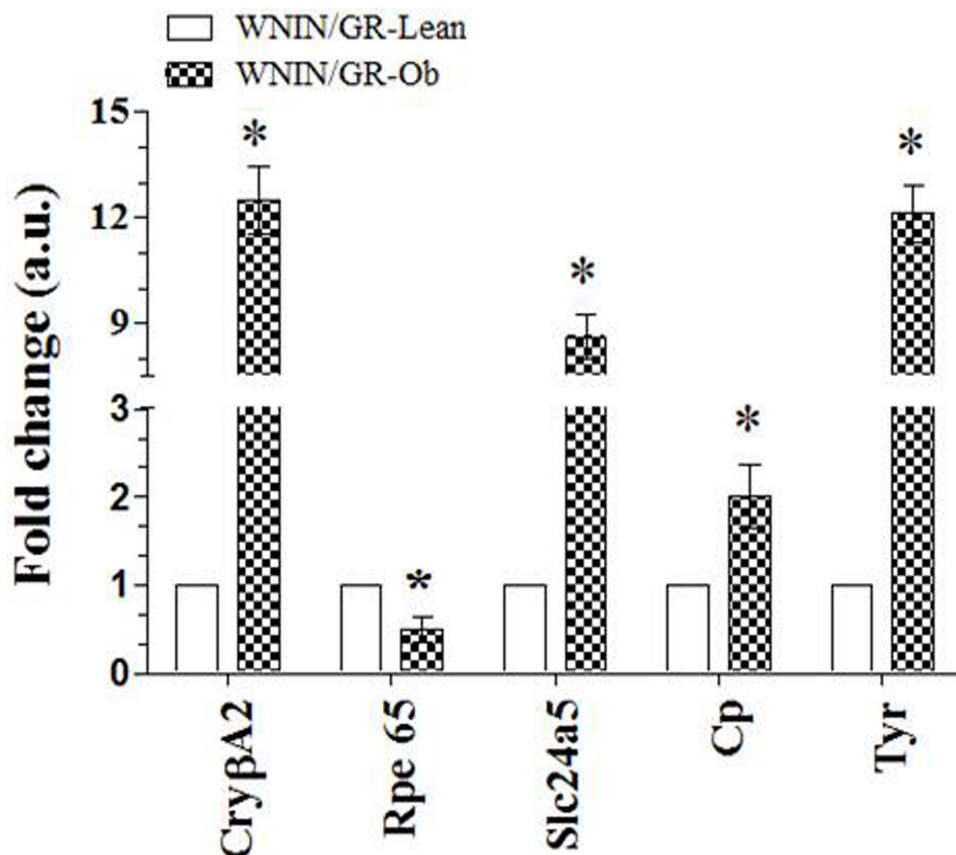 WNIN/GR-Lean
WNIN/GR-Ob
Fold change (a.u.)
15
12
9
3
2
1
0
*
*
*
*
*
CryβA2
Rpe 65
Slc24a5
Cp
Tyr